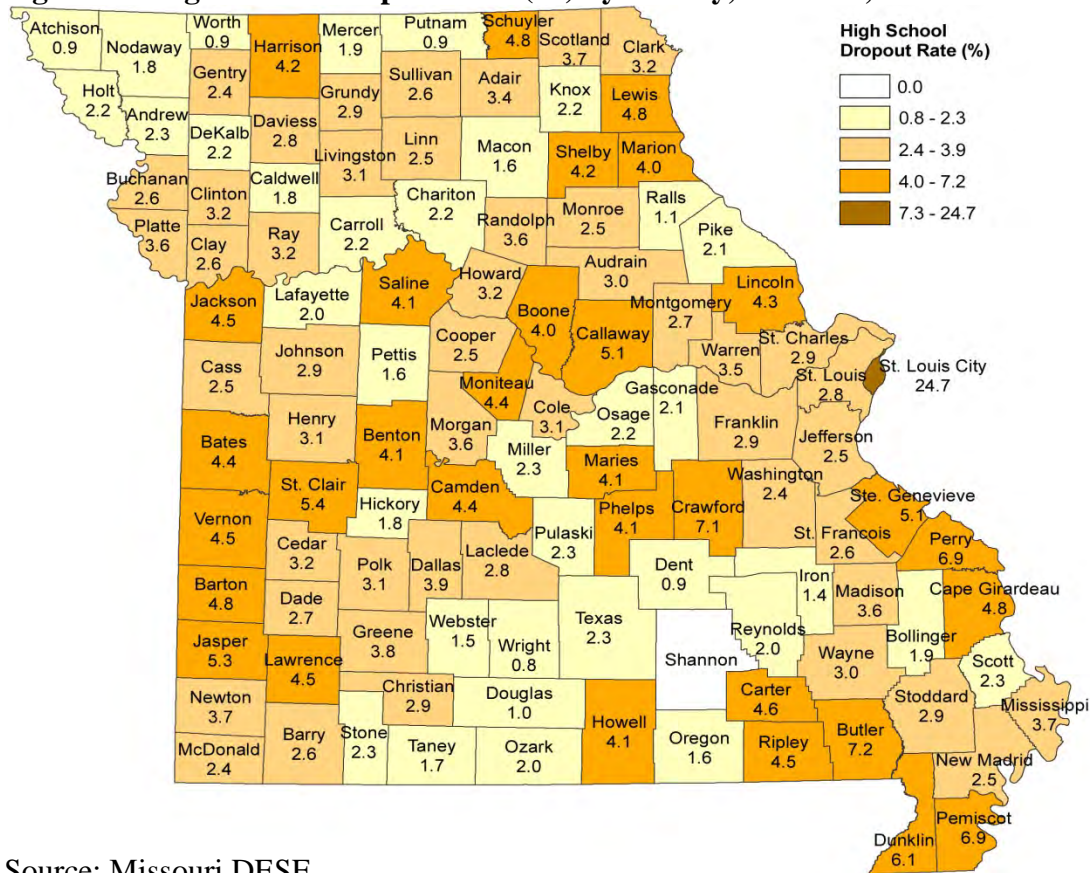 by County,
High School
Dropout Rate (%)
0.0
0.8 - 2.3
2.4 - 3.9
4.0 - 7.2
7.3 - 24.7
Atchison
0.9
Nodaway
1.8
Worth
0.9
Harrison
4.2
Mercer
1.9
Putnam
0.9
Schuyler
4.8
Scotland
3.7
Clark
3.2
Holt
2.2
Andrew
2.3
Gentry
2.4
DeKalb
2.2
Daviess
2.8
Grundy
2.9
Sullivan
2.6
Adair
3.4
Knox
2.2
Lewis
4.8
Livingston
3.1
Linn
2.5
Macon
1.6
Shelby
4.2
Marion
4.0
Buchanan
2.6
Clinton
3.2
Caldwell
1.8
Platte
3.6
Clay
2.6
Ray
3.2
Carroll
2.2
Chariton
2.2
Randolph
3.6
Monroe
2.5
Ralls
1.1
Pike
2.1
Audrain
3.0
Jackson
4.5
Lafayette
2.0
Saline
4.1
Howard
3.2
Boone
4.0
Callaway
5.1
Montgomery
2.7
Lincoln
4.3
Warren
3.5
St. Charles
2.9
St. Louis
2.8
St. Louis City
24.7
Cass
2.5
Johnson
2.9
Pettis
1.6
Cooper
2.5
Moniteau
4.4
Cole
3.1
Osage
2.2
Gasconade
2.1
Franklin
2.9
Jefferson
2.5
Bates
4.4
Henry
3.1
Benton
4.1
Morgan
3.6
Miller
2.3
Maries
4.1
St. Clair
5.4
Hickory
1.8
Camden
4.4
Pulaski
2.3
Phelps
4.1
Crawford
7.1
Washington
2.4
Ste. Genevieve
5.1
St. Francois
2.6
Perry
6.9
Vernon
4.5
Cedar
3.2
Polk
3.1
Dallas
3.9
Laclede
2.8
Dent
0.9
Iron
1.4
Madison
3.6
Cape Girardeau
4.8
Barton
4.8
Dade
2.7
Greene
3.8
Webster
1.5
Wright
0.8
Texas
2.3
Shannon
Reynolds
2.0
Wayne
3.0
Bollinger
1.9
Scott
2.3
Jasper
5.3
Lawrence
4.5
Christian
2.9
Douglas
1.0
Howell
4.1
Carter
4.6
Butler
7.2
Stoddard
2.9
Mississippi
3.7
Newton
3.7
McDonald
2.4
Barry
2.6
Stone
2.3
Taney
1.7
Ozark
2.0
Oregon
1.6
Ripley
4.5
New Madrid
2.5
Dunklin
6.1
Pemiscot
6.9
Source: Missouri DESE